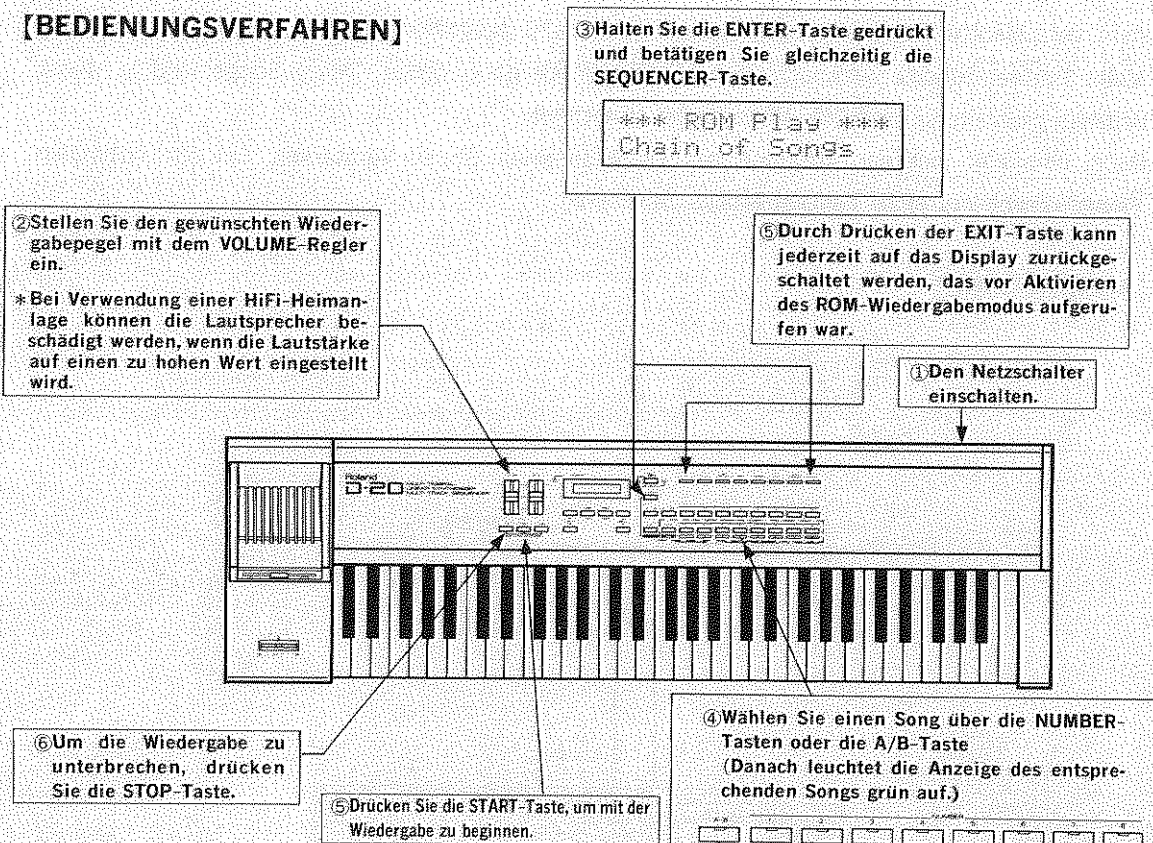 [BEDIENUNGSVERFAHREN]
③Halten Sie die ENTER-Taste gedrückt
und betätigen Sie gleichzeitig die
SEQUENCER-Taste.
*** ROM Play ***
Chain of Songs
②Stellen Sie den gewünschten Wieder-
gabepegel mit dem VOLUME-Regler
ein.
*Bei Verwendung einer HiFi-Heiman-
lage können die Lautsprecher be-
schädigt werden, wenn die Lautstärke
auf einen zu hohen Wert eingestellt
wird.
⑤Durch Drücken der EXIT-Taste kann
jederzeit auf das Display zurückge-
schaltet werden, das vor Aktivieren
des ROM-Wiedergabemodus aufgeru-
fen war.
①Den Netzschalter
einschalten.
Roland
D-20
⑥Um die Wiedergabe zu
unterbrechen, drücken
Sie die STOP-Taste.
⑤Drücken Sie die START-Taste, um mit der
Wiedergabe zu beginnen.
④Wählen Sie einen Song über die NUMBER-
Tasten oder die A/B-Taste
(Danach leuchtet die Anzeige des entspre-
chenden Songs grün auf.)